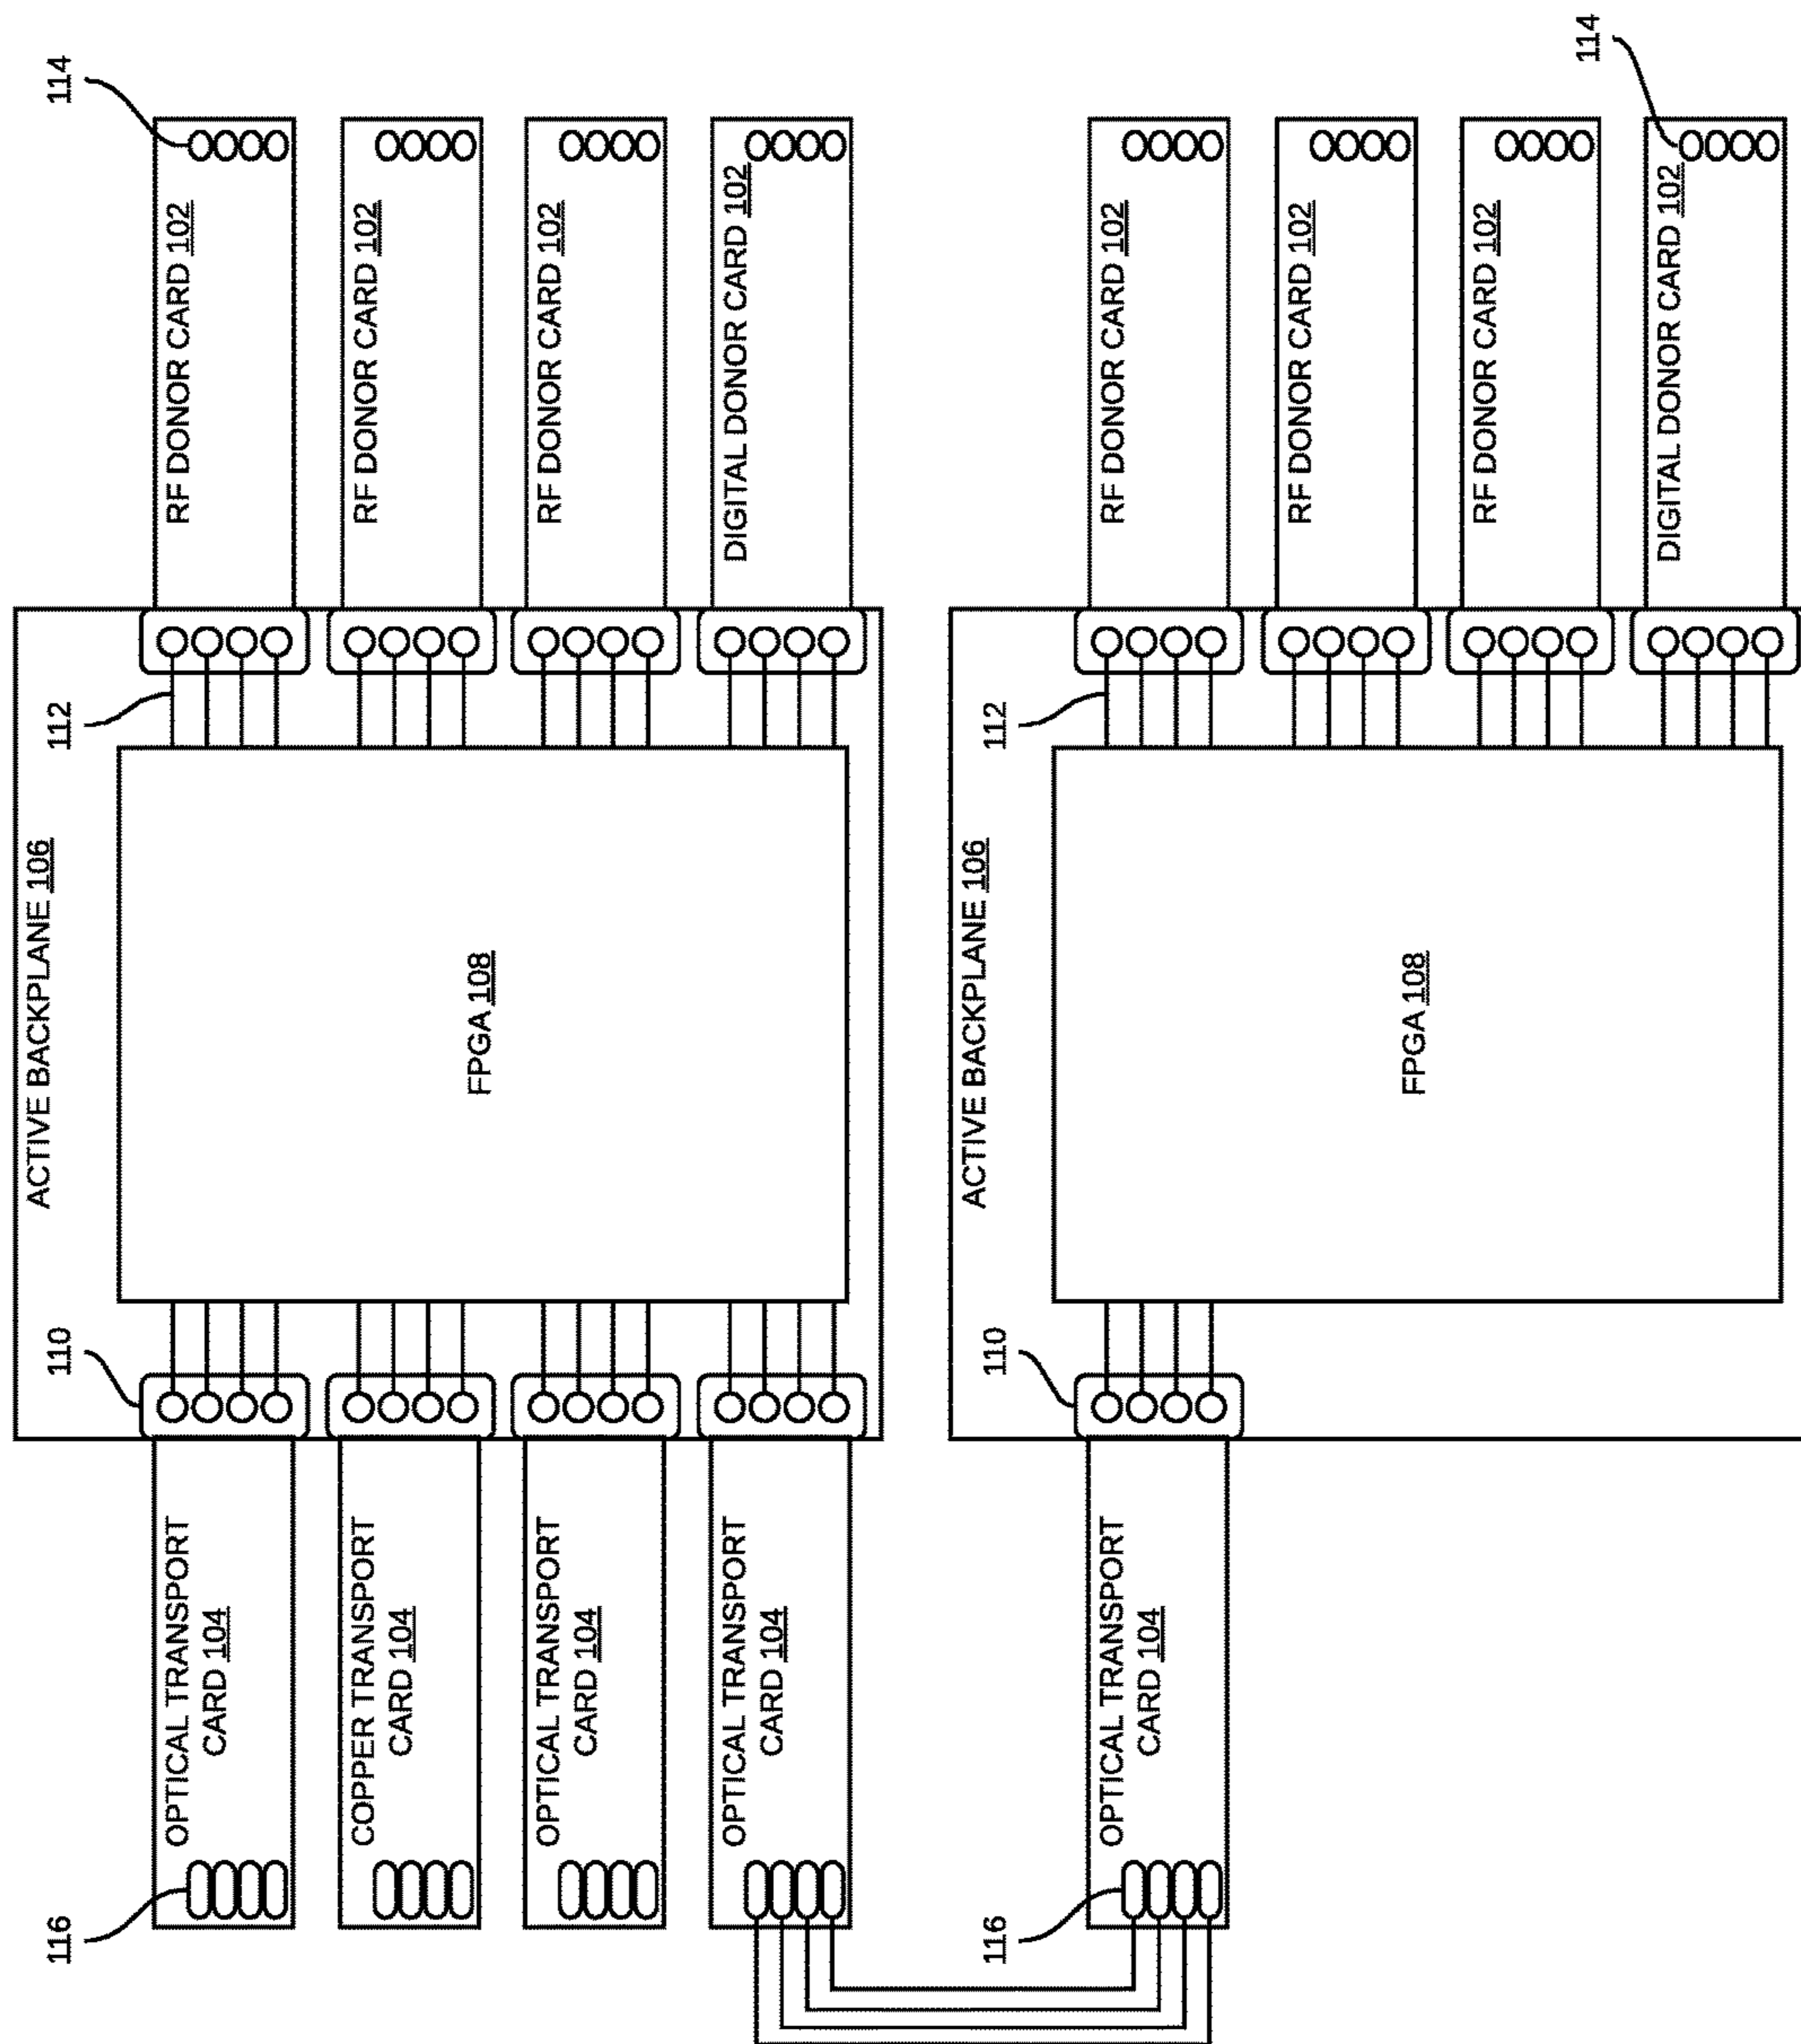 114
RF DONOR CARD 102
RF DONOR CARD 102
RF DONOR CARD 102
DIGITAL DONOR CARD 102
112
ACTIVE BACKPLANE 106
FPGA 108
110
OPTICAL TRANSPORT
CARD 104
COPPER TRANSPORT
CARD 104
OPTICAL TRANSPORT
CARD 104
OPTICAL TRANSPORT
CARD 104
116
114
RF DONOR CARD 102
RF DONOR CARD 102
RF DONOR CARD 102
DIGITAL DONOR CARD 102
112
ACTIVE BACKPLANE 106
FPGA 108
110
OPTICAL TRANSPORT
CARD 104
116